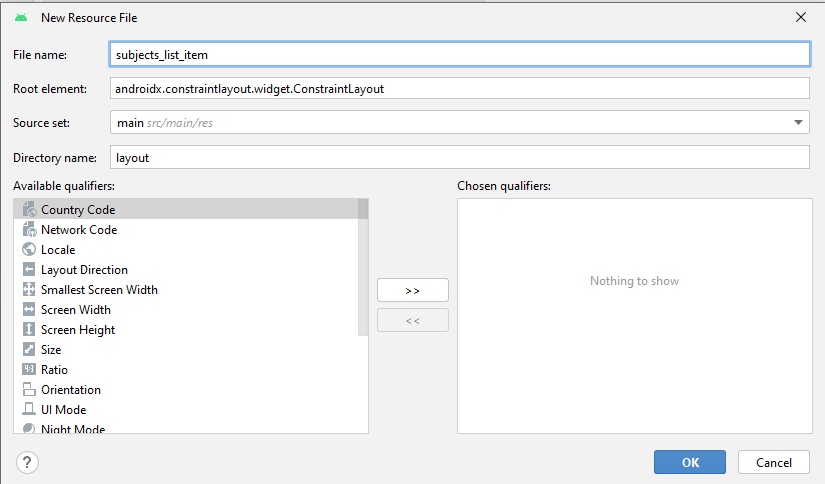 New Resource File
File name: subjects_list_item
Root element: androidx.constraintlayout.widget.ConstraintLayout
Source set: main src/main/res
Directory name: layout
Available qualifiers:
Country Code
Network Code
Locale
Layout Direction
Smallest Screen Width
Screen Width
Screen Height
Size
4:3 Ratio
Orientation
UI Mode
Night Mode
>>
<<
Chosen qualifiers:
Nothing to show
?
OK
Cancel